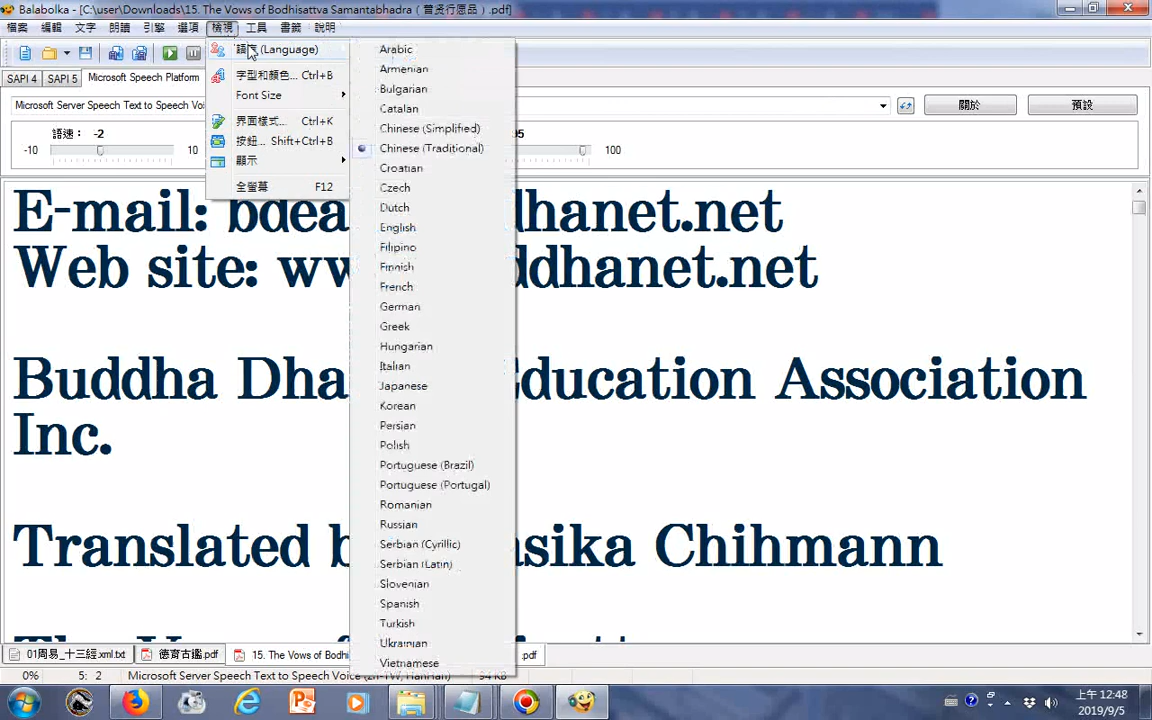 Balabolka - [C:\user\Downloads\15. The Vows of Bodhisattva Samantabhadra (普贤行愿品).pdf]
檔案 編輯 文字 朗讀 引擎 選項 檢視 工具 書籤 說明
SAPI 4 SAPI 5 Microsoft Speech Platform
Microsoft Server Speech Text to Speech Voi
關於 預設
語速： -2
-10 10
95
100
語言 (Language)
字型和顏色... Ctrl+B
Font Size
界面樣式... Ctrl+K
按鈕... Shift+Ctrl+B
顯示
全螢幕 F12
Arabic
Armenian
Bulgarian
Catalan
Chinese (Simplified)
Chinese (Traditional)
Croatian
Czech
Dutch
English
Filipino
Finnish
French
German
Greek
Hungarian
Italian
Japanese
Korean
Persian
Polish
Portuguese (Brazil)
Portuguese (Portugal)
Romanian
Russian
Serbian (Cyrillic)
Serbian (Latin)
Slovenian
Spanish
Turkish
Ukrainian
Vietnamese
E-mail: bdea dhanet.net
Web site: ww ddhanet.net
Buddha Dha Education Association
Inc.
Translated b asika Chihmann
01周易_十三經.xml.txt 德育古鑑.pdf 15. The Vows of Bodhi .pdf
0% 5: 2 Microsoft Server Speech Text to Speech Voice (zh-TW, HanHan) 94 KB
上午 12:48
2019/9/5